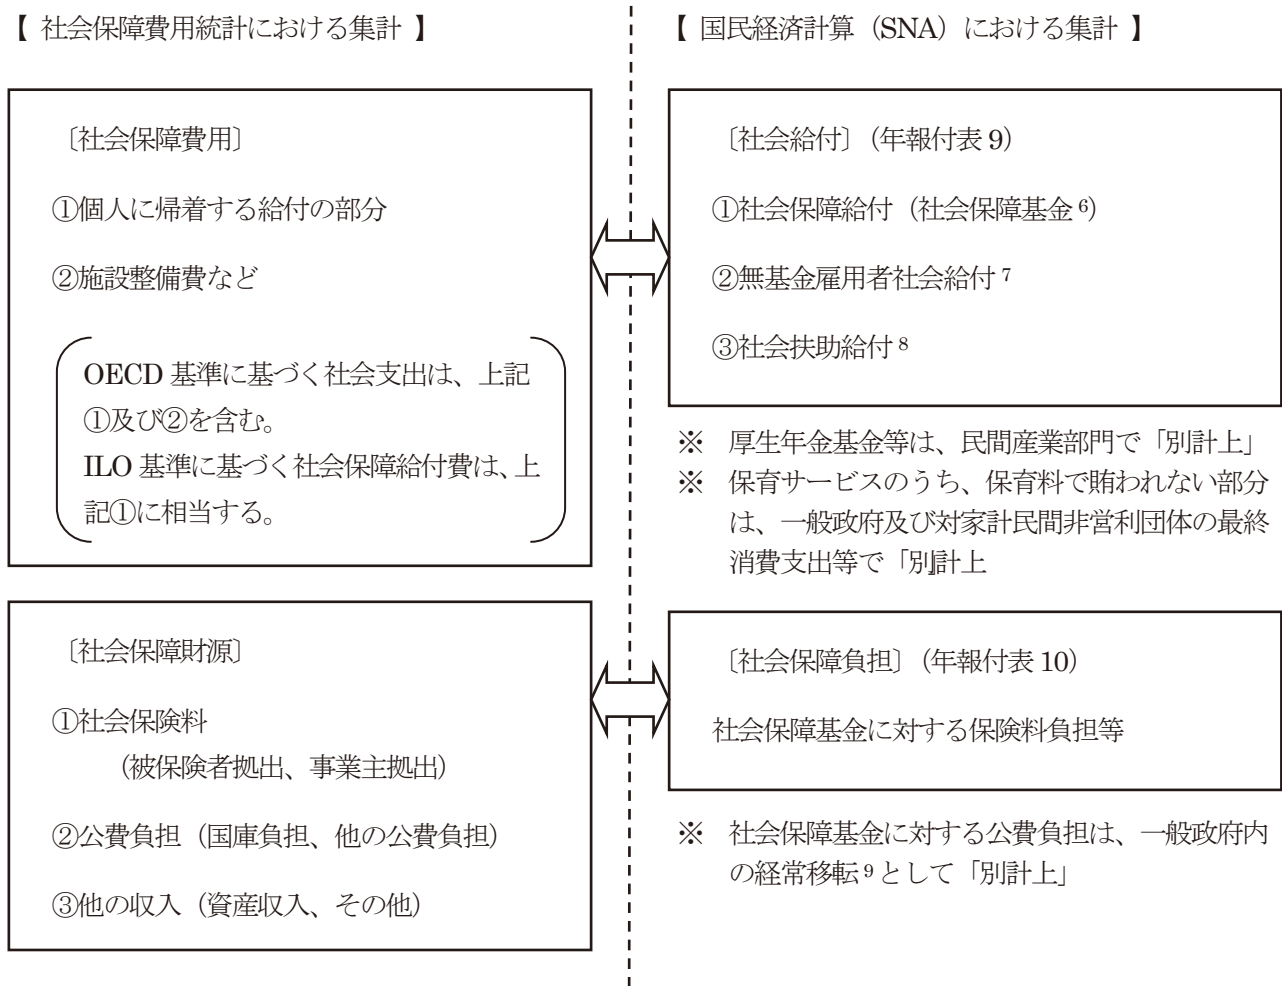 【 社会保障費用統計における集計 】
〔社会保障費用〕
①個人に帰着する給付の部分
②施設整備費など
OECD 基準に基づく社会支出は、上記
①及び②を含む。
ILO 基準に基づく社会保障給付費は、上
記①に相当する。
〔社会保障財源〕
①社会保険料
（被保険者拠出、事業主拠出）
②公費負担（国庫負担、他の公費負担）
③他の収入（資産収入、その他）
【 国民経済計算（SNA）における集計 】
〔社会給付〕（年報付表 9）
①社会保障給付（社会保障基金 6）
②無基金雇用者社会給付 7
③社会扶助給付 8
※ 厚生年金基金等は、民間産業部門で「別計上」
※ 保育サービスのうち、保育料で賄われない部分
は、一般政府及び対家計民間非営利団体の最終
消費支出等で「別計上
〔社会保障負担〕（年報付表 10）
社会保障基金に対する保険料負担等
※ 社会保障基金に対する公費負担は、一般政府内
の経常移転 9 として「別計上」